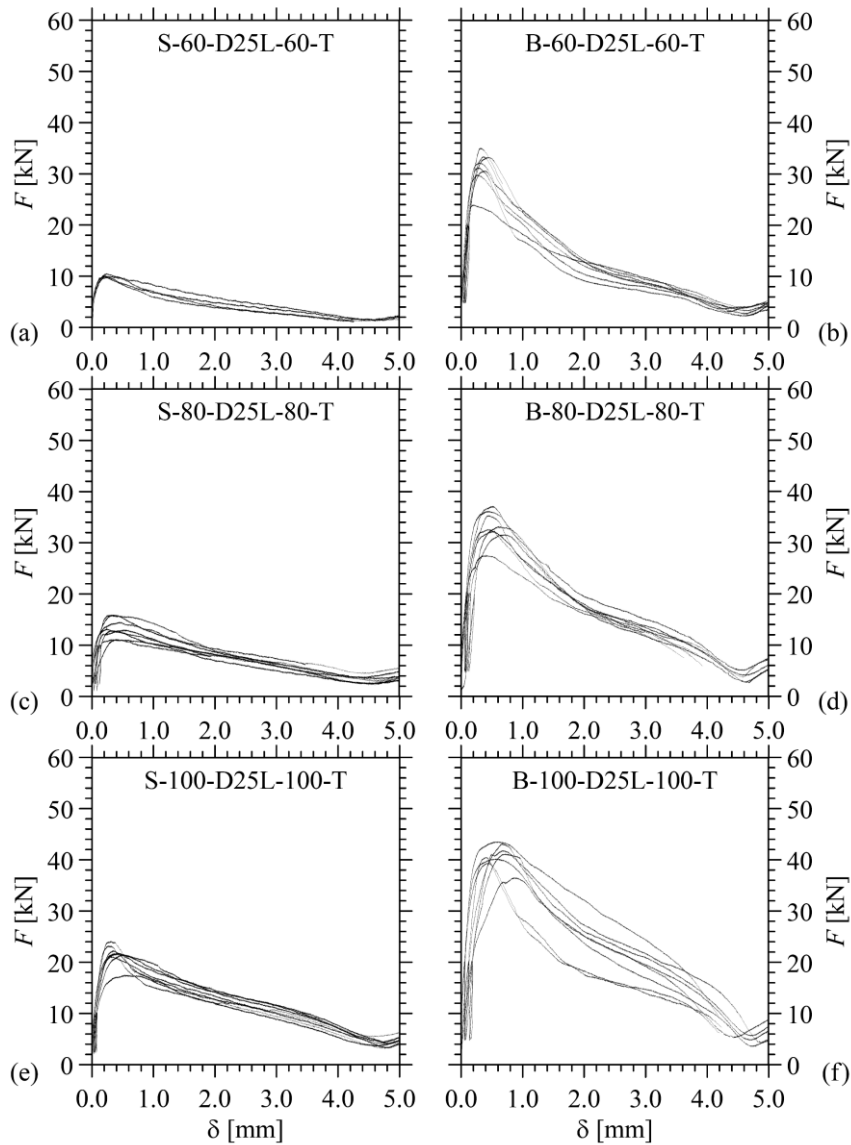 60 S-60-D25L-60-T B-60-D25L-60-T 60
50 50
40 40
F [kN] F [kN]
30 30
20 20
10 10
(a) 0 0 (b)
0.0 1.0 2.0 3.0 4.0 5.0 0.0 1.0 2.0 3.0 4.0 5.0
60 S-80-D25L-80-T B-80-D25L-80-T 60
50 50
40 40
F [kN] F [kN]
30 30
20 20
10 10
(c) 0 0 (d)
0.0 1.0 2.0 3.0 4.0 5.0 0.0 1.0 2.0 3.0 4.0 5.0
60 S-100-D25L-100-T B-100-D25L-100-T 60
50 50
40 40
F [kN] F [kN]
30 30
20 20
10 10
(e) 0 0 (f)
0.0 1.0 2.0 3.0 4.0 5.0 0.0 1.0 2.0 3.0 4.0 5.0
δ [mm] δ [mm]